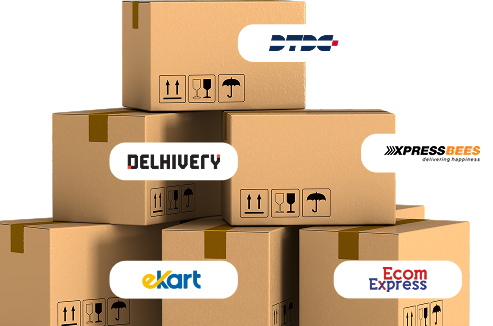 DTDC
DELHIVERY
XPRESSBEES
delivering happiness
eKart
Ecom
Express